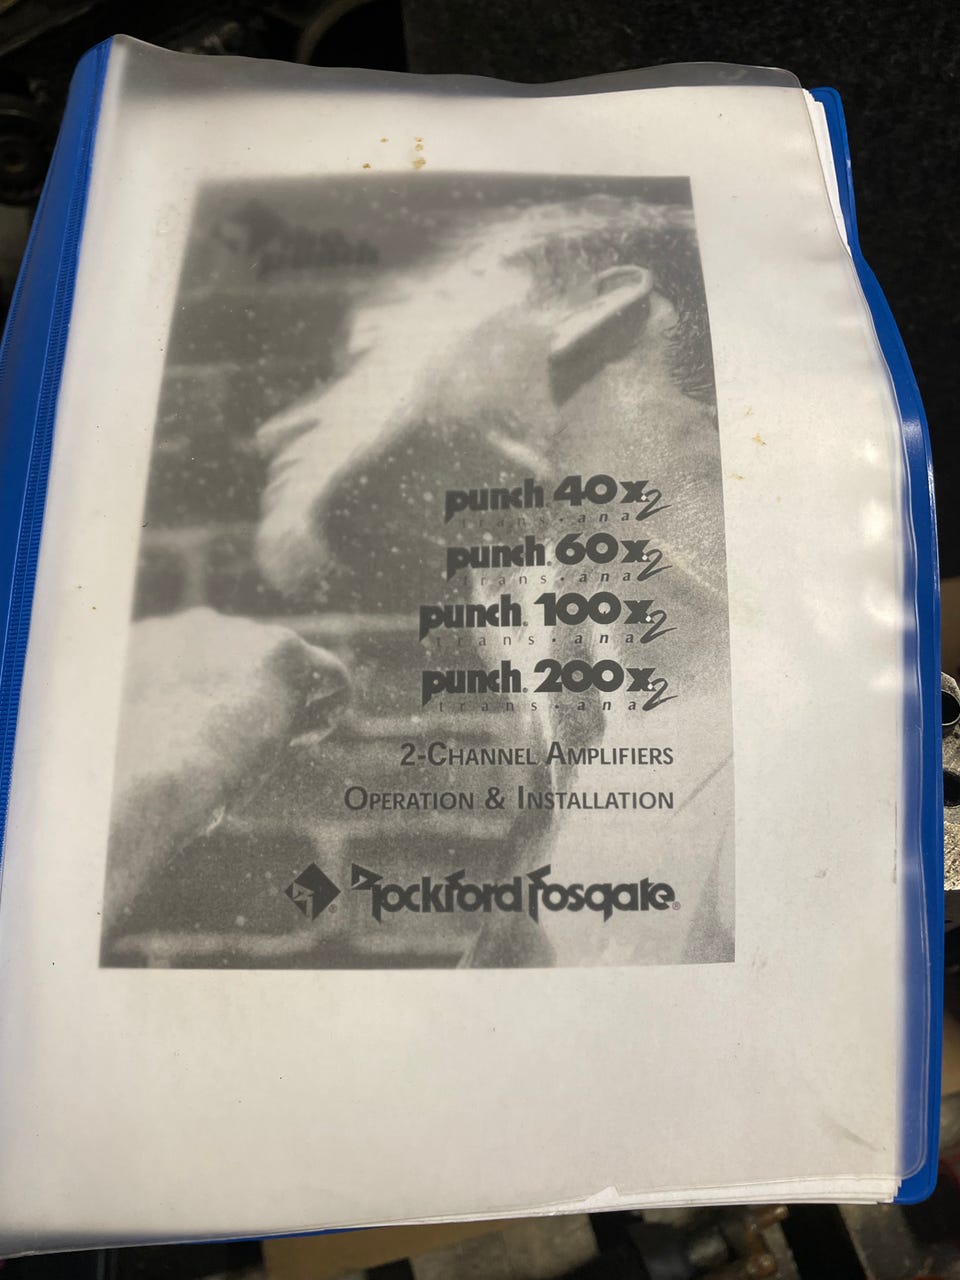 punch
punch 40x2
trans•ana
punch. 60x2
trans•ana
punch. 100x2
trans•ana
punch. 200x2
trans•ana
2-CHANNEL AMPLIFIERS
OPERATION & INSTALLATION
Rockford Fosgate®